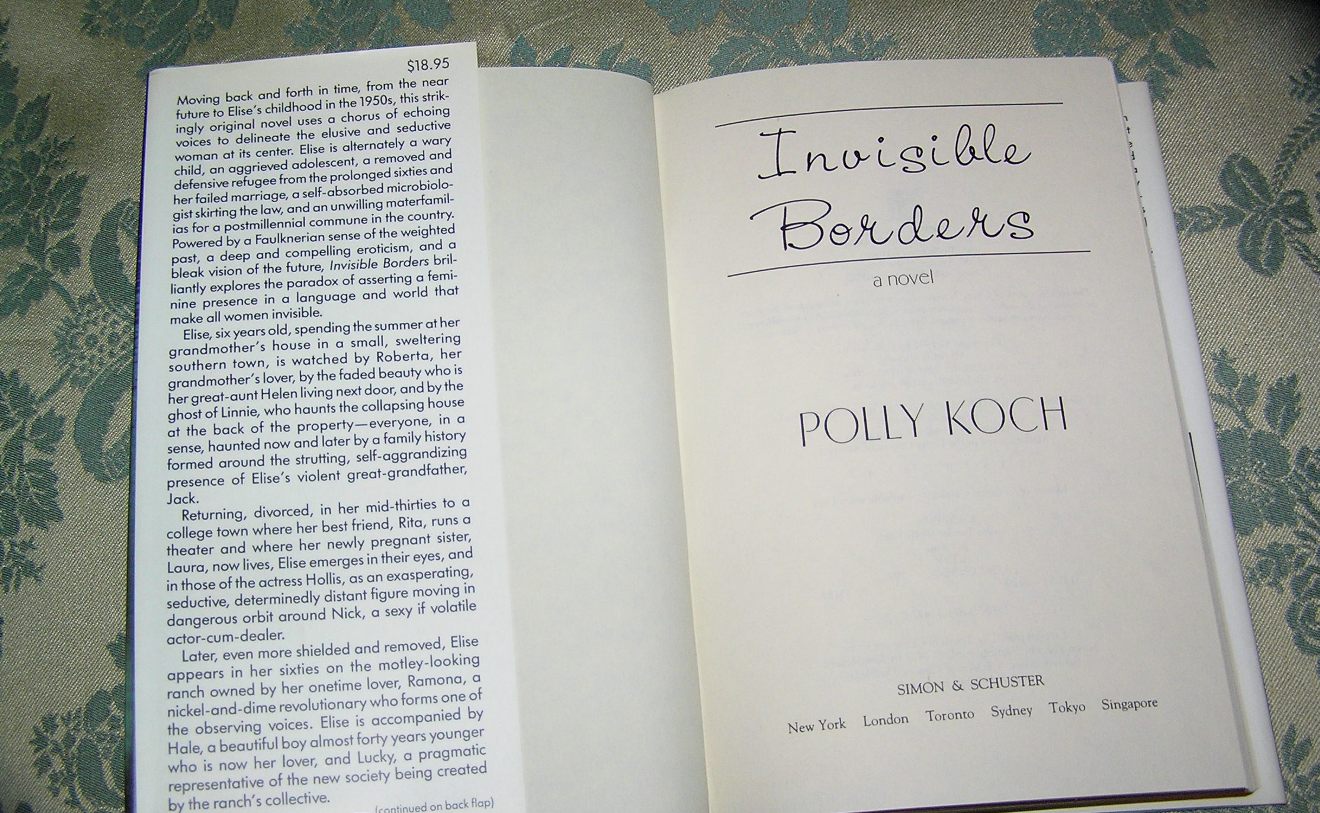 $18.95
Moving back and forth in time, from the near
future to Elise's childhood in the 1950s, this strik-
ingly original novel uses a chorus of echoing
voices to delineate the elusive and seductive
woman at its center. Elise is alternately a wary
child, an aggrieved adolescent, a removed and
defensive refugee from the prolonged sixties and
her failed marriage, a self-absorbed microbiolo-
gist skirting the law, and an unwilling materfamil-
ias for a postmillennial commune in the country.
Powered by a Faulknerian sense of the weighted
past, a deep and compelling eroticism, and a
bleak vision of the future, Invisible Borders bril-
liantly explores the paradox of asserting a femi-
nine presence in a language and world that
make all women invisible.
Elise, six years old, spending the summer at her
grandmother's house in a small, sweltering
southern town, is watched by Roberta, her
grandmother's lover, by the faded beauty who is
her great-aunt Helen living next door, and by the
ghost of Linnie, who haunts the collapsing house
at the back of the property—everyone, in a
sense, haunted now and later by a family history
formed around the strutting, self-aggrandizing
presence of Elise's violent great-grandfather,
Jack.
Returning, divorced, in her mid-thirties to a
college town where her best friend, Rita, runs a
theater and where her newly pregnant sister,
Laura, now lives, Elise emerges in their eyes, and
in those of the actress Hollis, as an exasperating,
seductive, determinedly distant figure moving in
dangerous orbit around Nick, a sexy if volatile
actor-cum-dealer.
Later, even more shielded and removed, Elise
appears in her sixties on the motley-looking
ranch owned by her onetime lover, Ramona, a
nickel-and-dime revolutionary who forms one of
the observing voices. Elise is accompanied by
Hale, a beautiful boy almost forty years younger
who is now her lover, and Lucky, a pragmatic
representative of the new society being created
by the ranch's collective.
(continued on back flap)
Invisible
Borders
a novel
POLLY KOCH
SIMON & SCHUSTER
New York London Toronto Sydney Tokyo Singapore